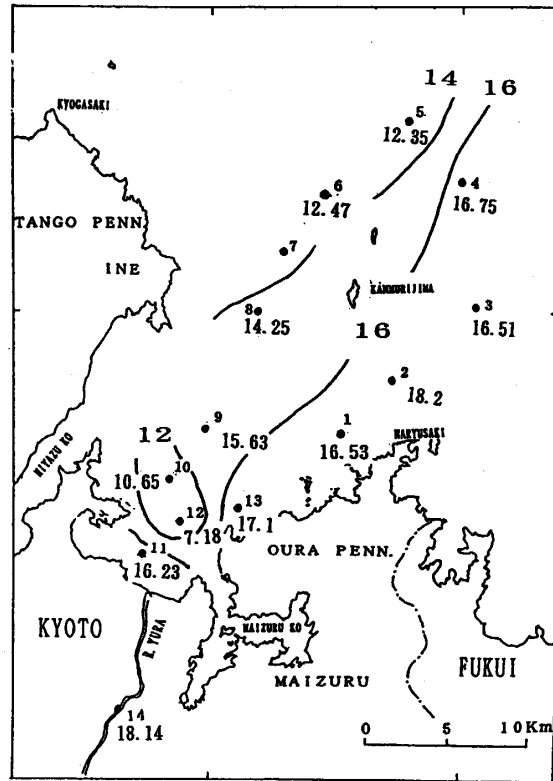 14
16
5
KYOGASAKI
12.35
6
4
12.47
16.75
TANGO PENN.
7
INE
KANMURIJIMA
8
14.25
3
16.51
16
2
18.2
9
1
12
15.63
16.53
NARYUSAKI
MIYAZU KO
10.65
10
13
12
17.1
7.18
11
OURA PENN.
16.23
KYOTO
R. YURA
MAIZURU KO
MAIZURU
FUKUI
14
18.14
0 5 10Km